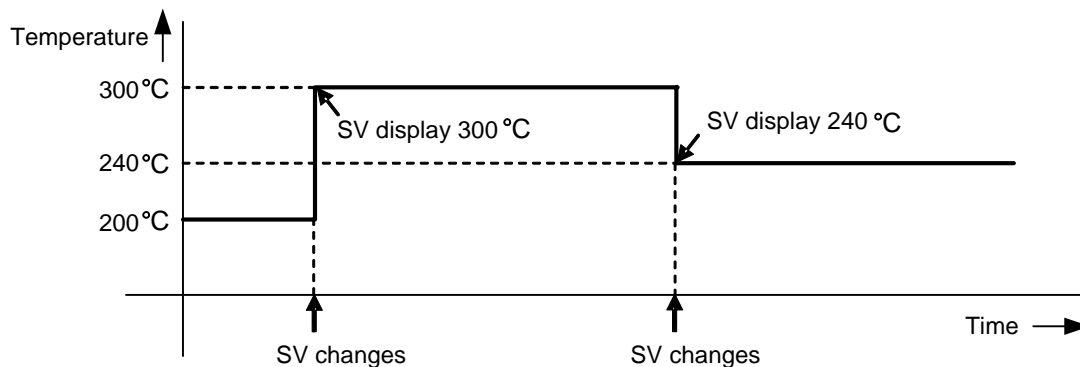 Temperature
300℃
SV display 300℃
SV display 240℃
240℃
200℃
Time
SV changes
SV changes